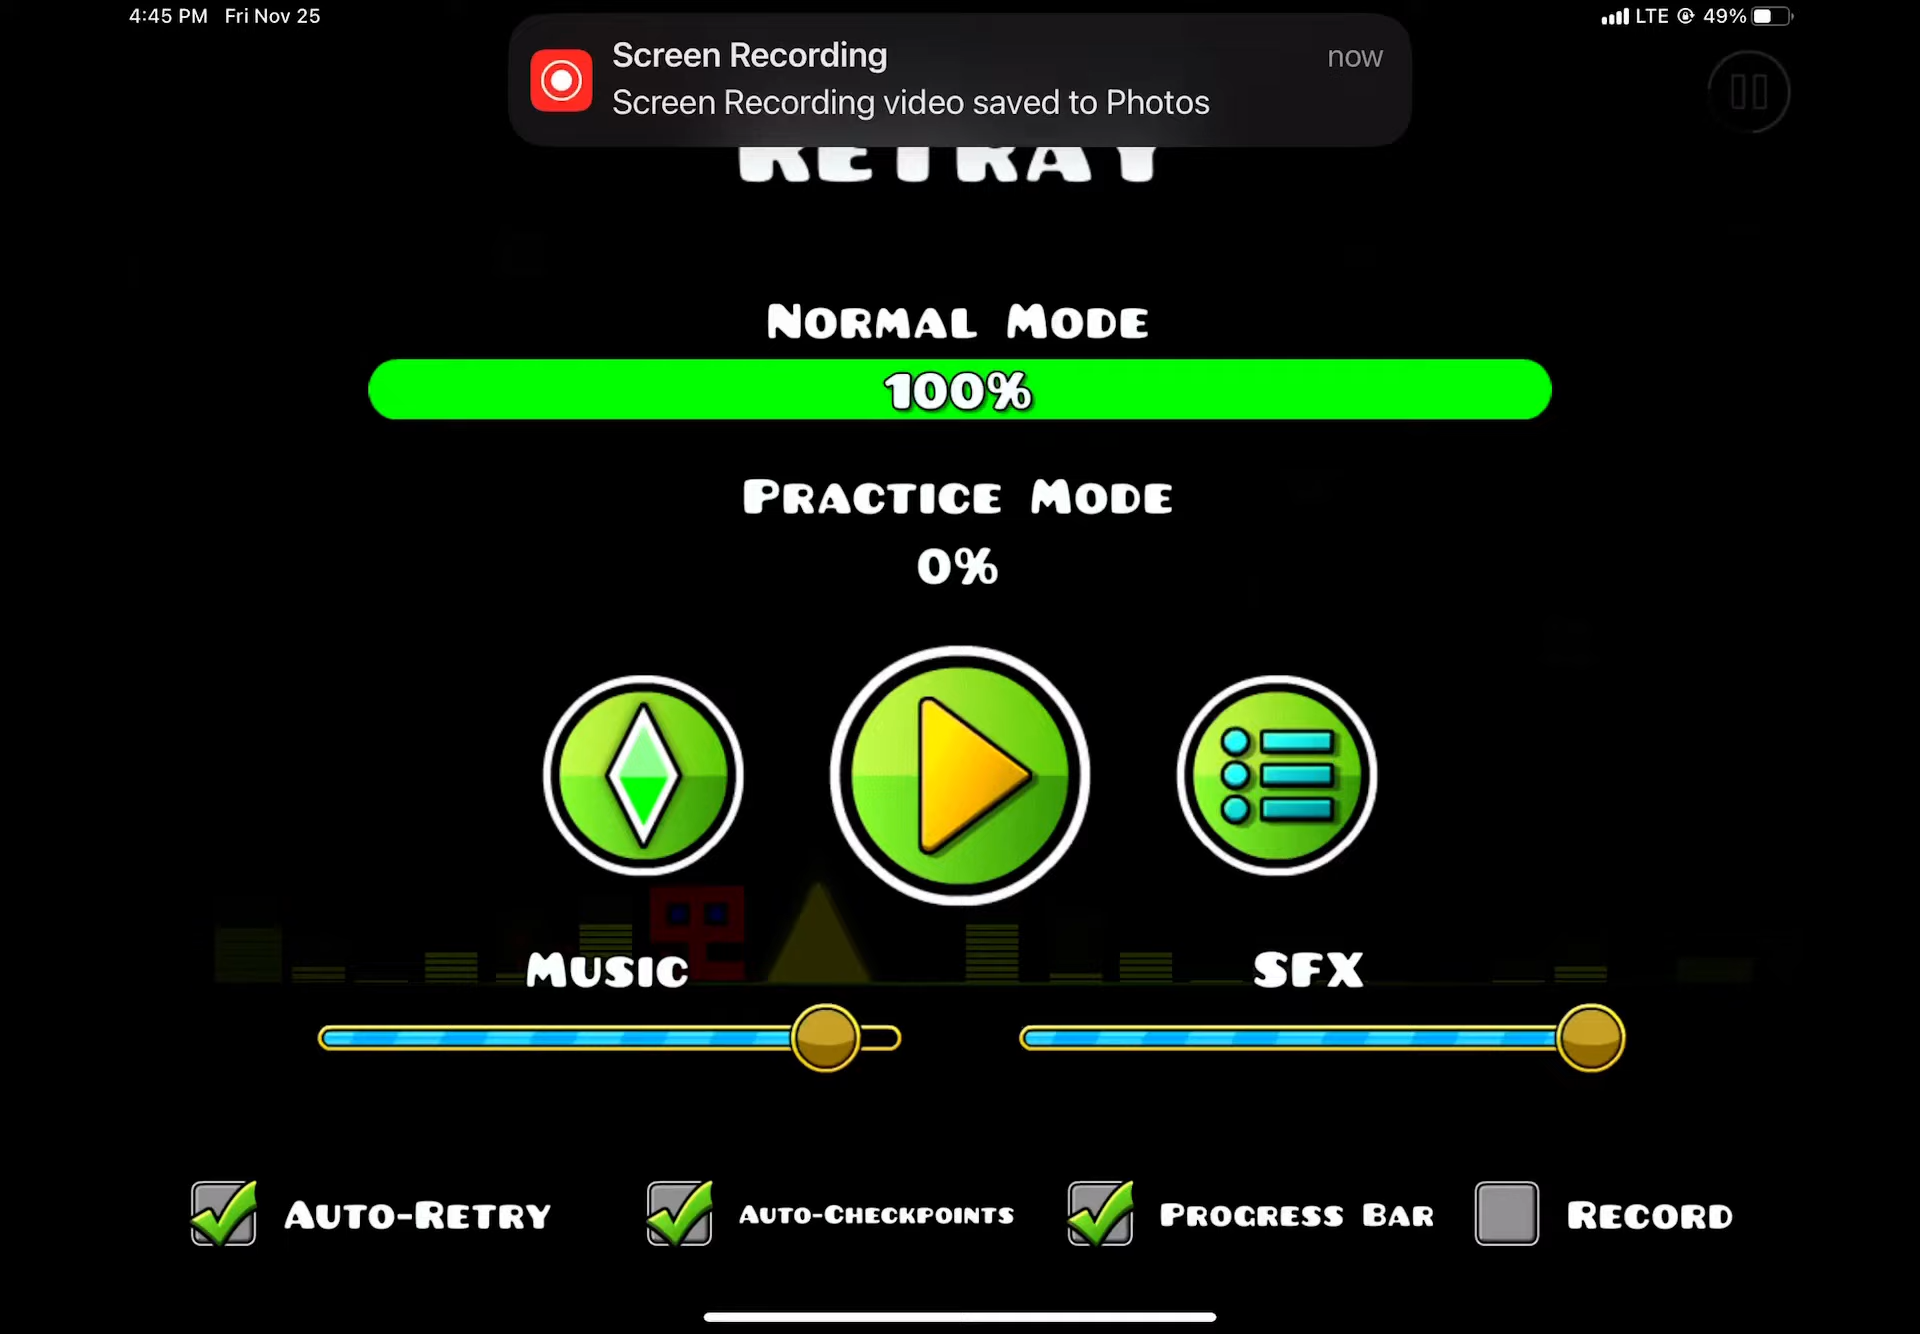 4:45 PM Fri Nov 25
LTE 49%
Screen Recording
now
Screen Recording video saved to Photos
RETRAY
NORMAL MODE
100%
PRACTICE MODE
0%
MUSIC
SFX
AUTO-RETRY
AUTO-CHECKPOINTS
PROGRESS BAR
RECORD